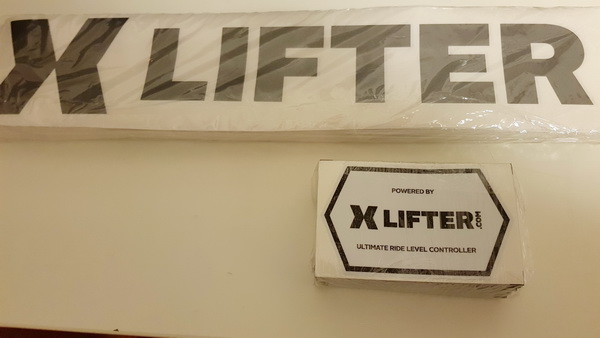 X LIFTER
POWERED BY
X LIFTER.COM
ULTIMATE RIDE LEVEL CONTROLLER